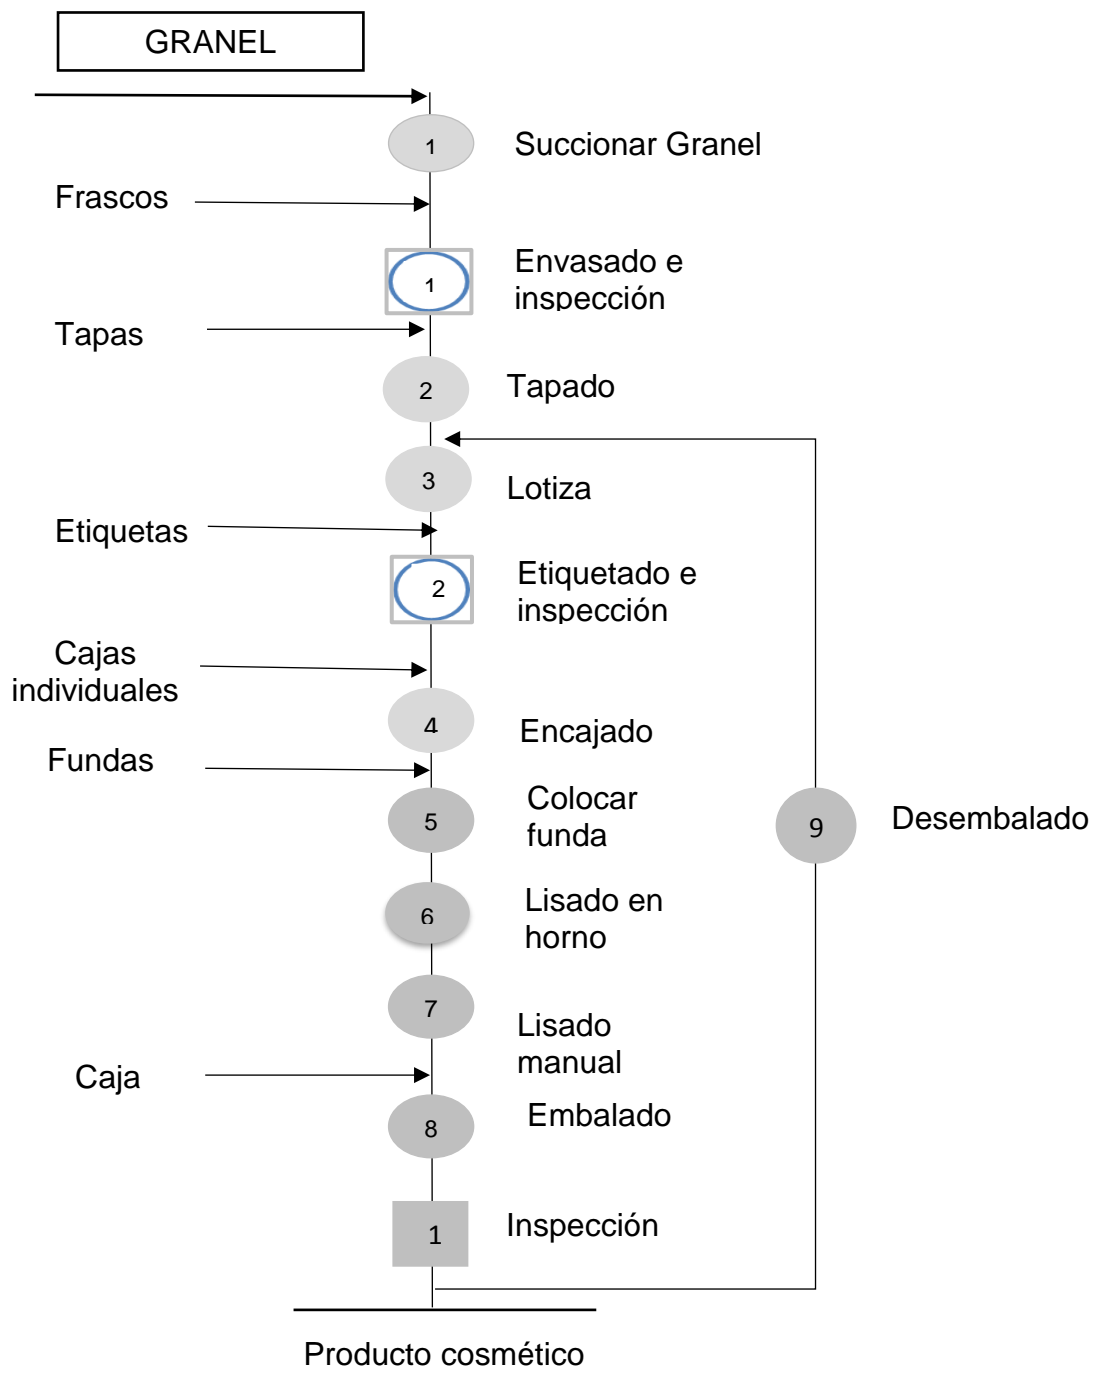 GRANEL
1
Succionar Granel
Frascos
Envasado e
inspección
1
Tapas
2
Tapado
3
Lotiza
Etiquetas
Etiquetado e
inspección
2
Cajas
individuales
4
Encajado
Fundas
Colocar
funda
5
9
Desembalado
Lisado en
horno
6
7
Lisado
manual
Caja
8
Embalado
1
Inspección
Producto cosmético